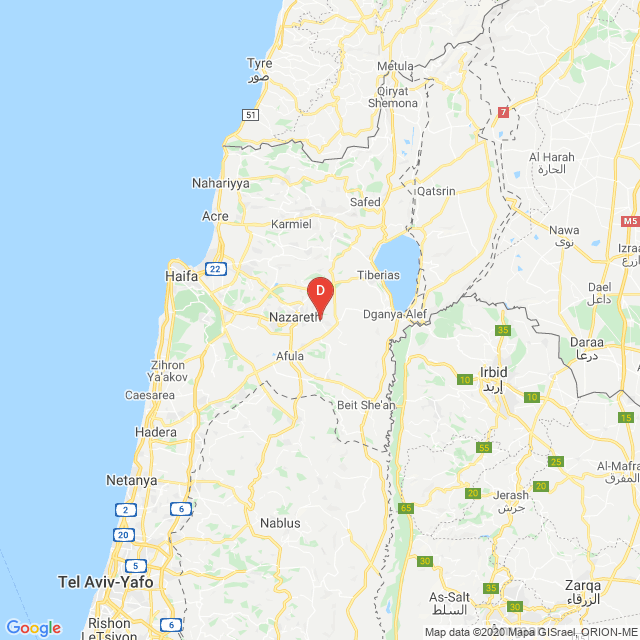 Tyre
صور
Metula
Qiryat
Shemona
51
7
Al Harah
الحارة
Nahariyya
Safed
Qatsrin
M5
Acre
Karmiel
Nawa
نوى
Haifa
22
Tiberias
D
Dael
داعل
Nazareth
Dganya Alef
35
Daraa
درعا
Afula
Zihron
Ya'akov
10
Irbid
إربد
Caesarea
Beit She'an
20
15
Hadera
55
25
Al-Mafra
المفرق
Netanya
20
20
Jerash
جرش
2
6
65
Nablus
20
5
30
Tel Aviv-Yafo
35
Zarqa
الزرقاء
As-Salt
السلط
30
Rishon
LeTsiyon
6
Google
Map data ©2020 Mapa GISrael, ORION-ME